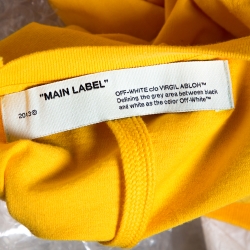 "MAIN LABEL"
2013©
OFF-WHITE c/o VIRGIL ABLOH™
Defining the grey area between black
and white as the color Off-White™